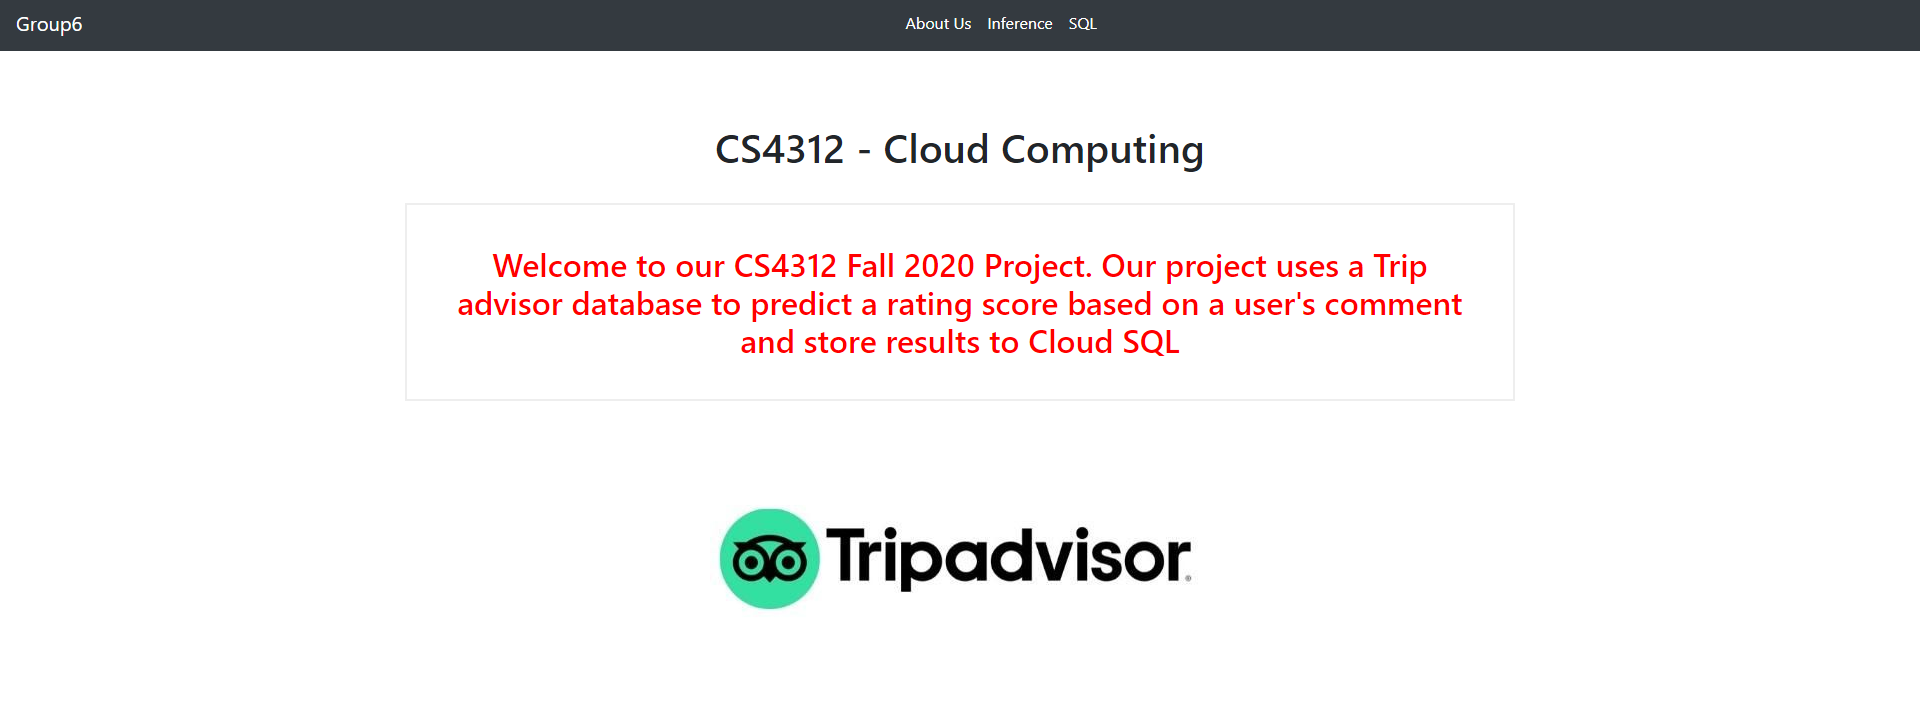 Group6
About Us Inference SQL
CS4312 - Cloud Computing
Welcome to our CS4312 Fall 2020 Project. Our project uses a Trip
advisor database to predict a rating score based on a user's comment
and store results to Cloud SQL
Tripadvisor®